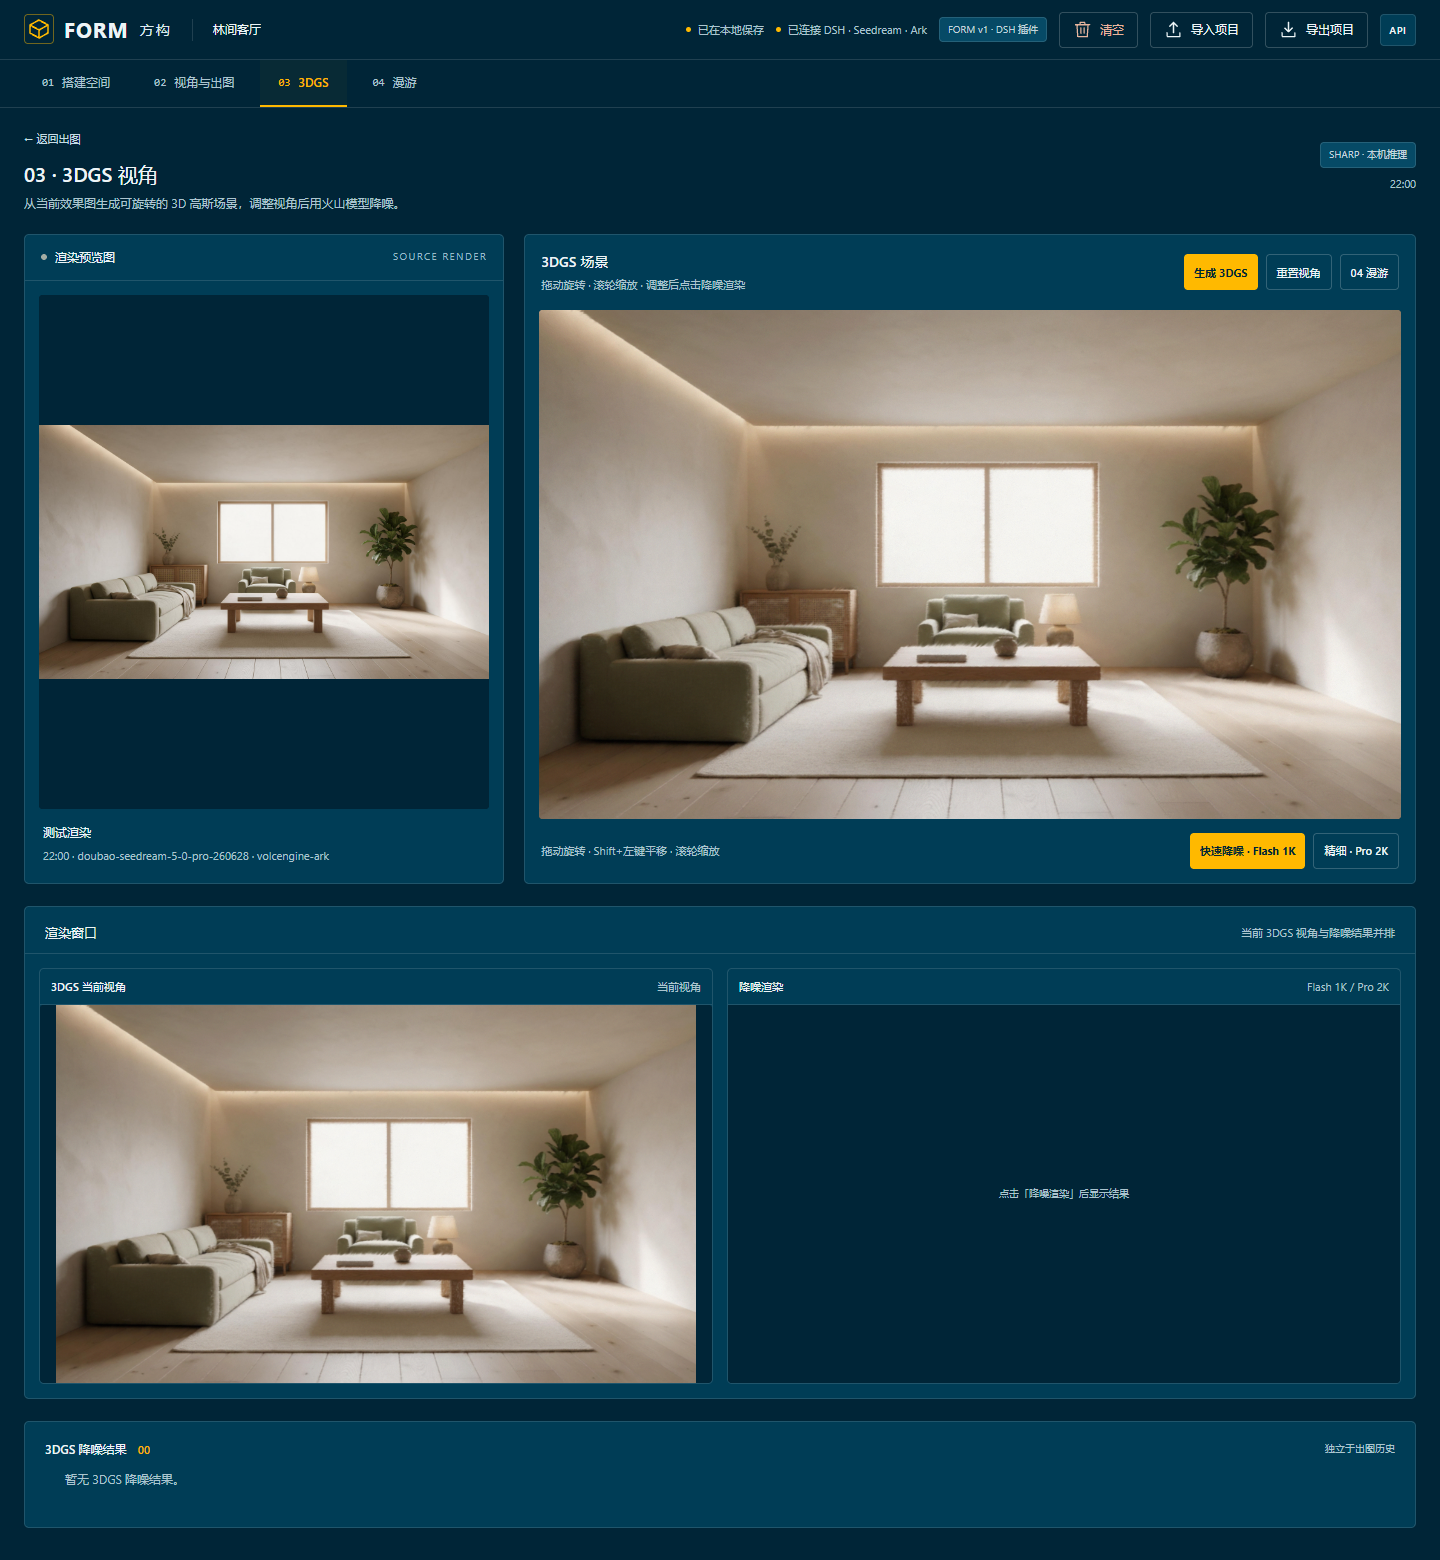 FORM 方构 林间客厅
已在本地保存 已连接 DSH · Seedream · Ark FORM v1 · DSH 插件 清空 导入项目 导出项目 API
01 搭建空间 02 视角与出图 03 3DGS 04 漫游
← 返回出图
03 · 3DGS 视角
从当前效果图生成可旋转的 3D 高斯场景，调整视角后用火山模型降噪。
SHARP · 本机推理
22:00
渲染预览图 SOURCE RENDER
测试渲染
22:00 · doubao-seedream-5-0-pro-260628 · volcengine-ark
3DGS 场景
拖动旋转 · 滚轮缩放 · 调整后点击降噪渲染
生成 3DGS 重置视角 04 漫游
拖动旋转 · Shift+左键平移 · 滚轮缩放
快速降噪 · Flash 1K 精细 · Pro 2K
渲染窗口 当前 3DGS 视角与降噪结果并排
3DGS 当前视角 当前视角
降噪渲染 Flash 1K / Pro 2K
点击「降噪渲染」后显示结果
3DGS 降噪结果 00 独立于出图历史
暂无 3DGS 降噪结果。